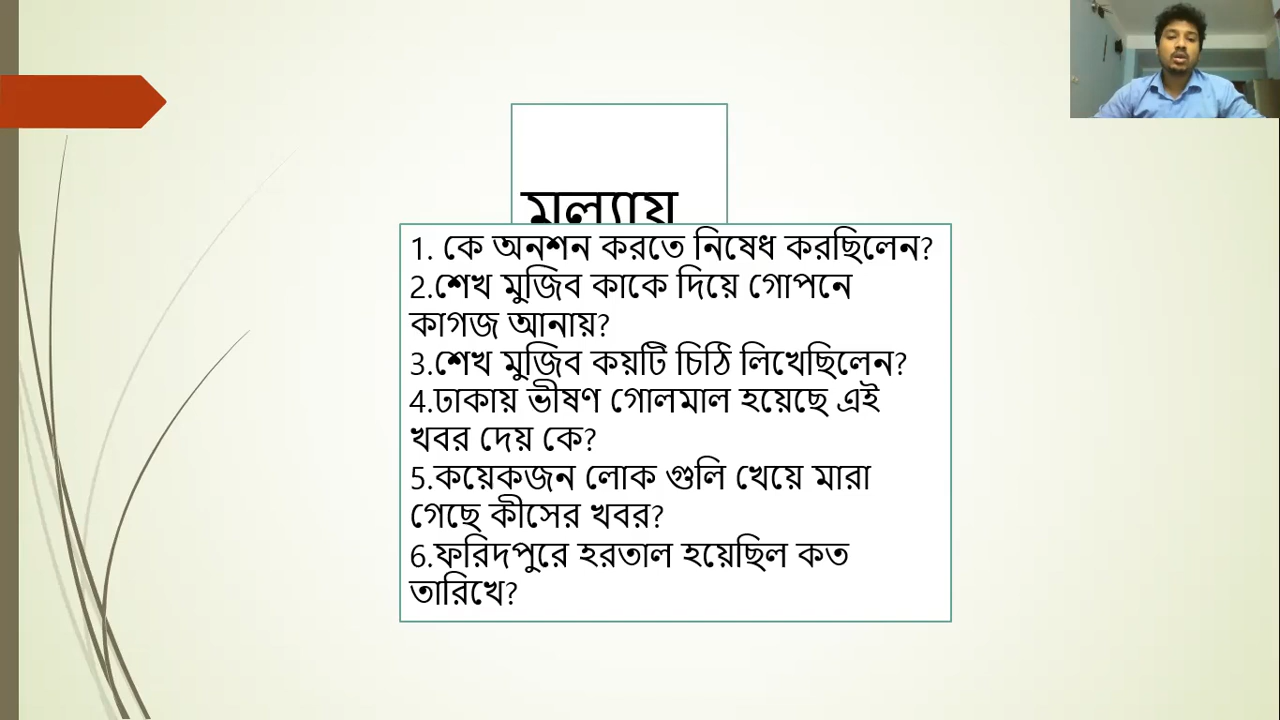 মূল্যায়
1. কে অনশন করতে নিষেধ করছিলেন?
2.শেখ মুজিব কাকে দিয়ে গোপনে
কাগজ আনায়?
3.শেখ মুজিব কয়টি চিঠি লিখেছিলেন?
4.ঢাকায় ভীষণ গোলমাল হয়েছে এই
খবর দেয় কে?
5.কয়েকজন লোক গুলি খেয়ে মারা
গেছে কীসের খবর?
6.ফরিদপুরে হরতাল হয়েছিল কত
তারিখে?